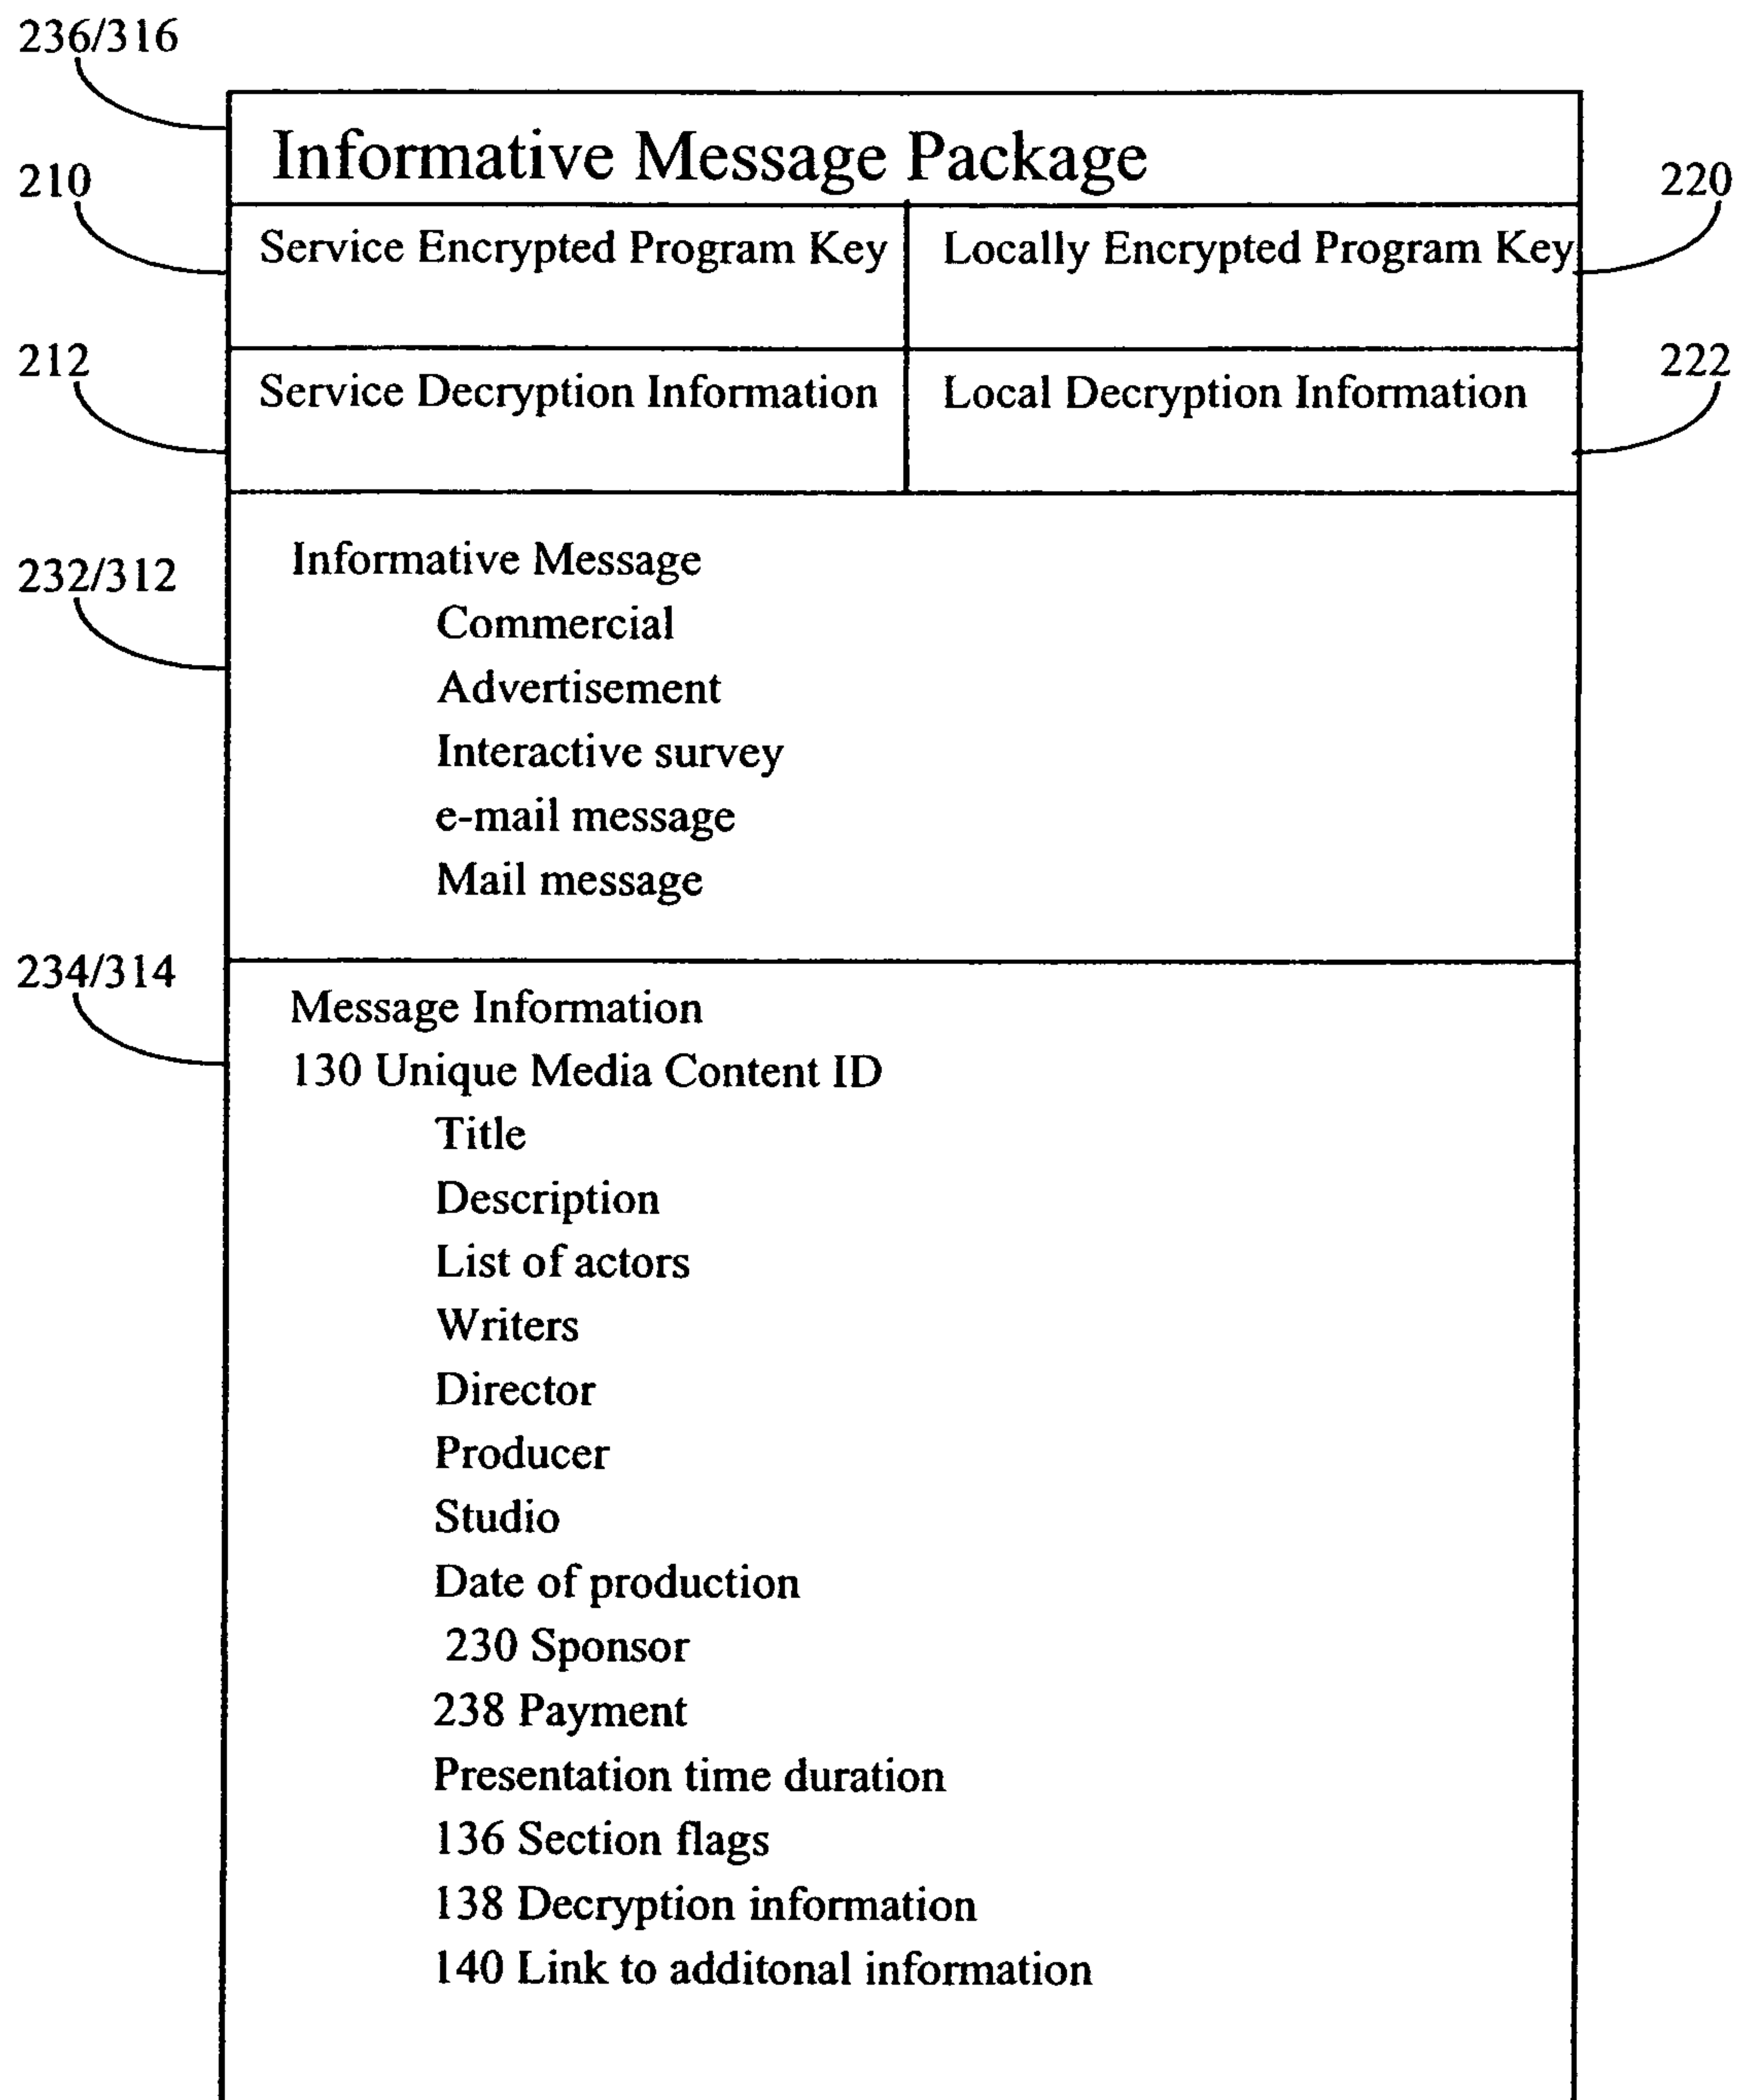 236/316
Informative Message Package
210
220
Service Encrypted Program Key
Locally Encrypted Program Key
212
222
Service Decryption Information
Local Decryption Information
232/312
Informative Message
Commercial
Advertisement
Interactive survey
e-mail message
Mail message
234/314
Message Information
130 Unique Media Content ID
Title
Description
List of actors
Writers
Director
Producer
Studio
Date of production
230 Sponsor
238 Payment
Presentation time duration
136 Section flags
138 Decryption information
140 Link to additonal information